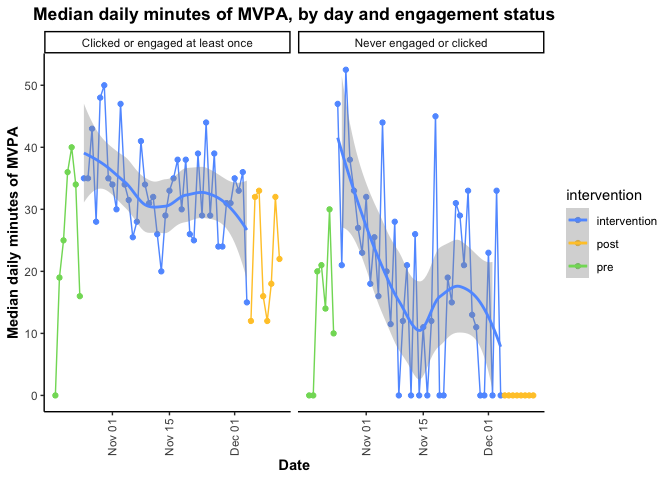 Median daily minutes of MVPA, by day and engagement status
Clicked or engaged at least once
Never engaged or clicked
Median daily minutes of MVPA
50
40
30
20
10
0
Nov 01
Nov 15
Dec 01
Nov 01
Nov 15
Dec 01
Date
intervention
intervention
post
pre